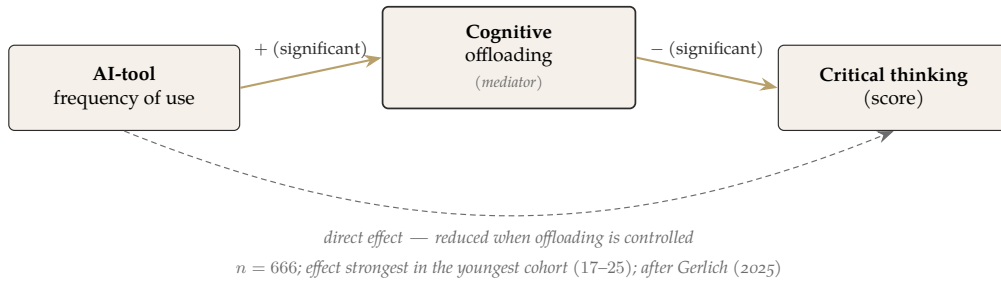 AI-tool
frequency of use
+ (significant)
Cognitive
offloading
(mediator)
− (significant)
Critical thinking
(score)
direct effect — reduced when offloading is controlled
n = 666; effect strongest in the youngest cohort (17–25); after Gerlich (2025)